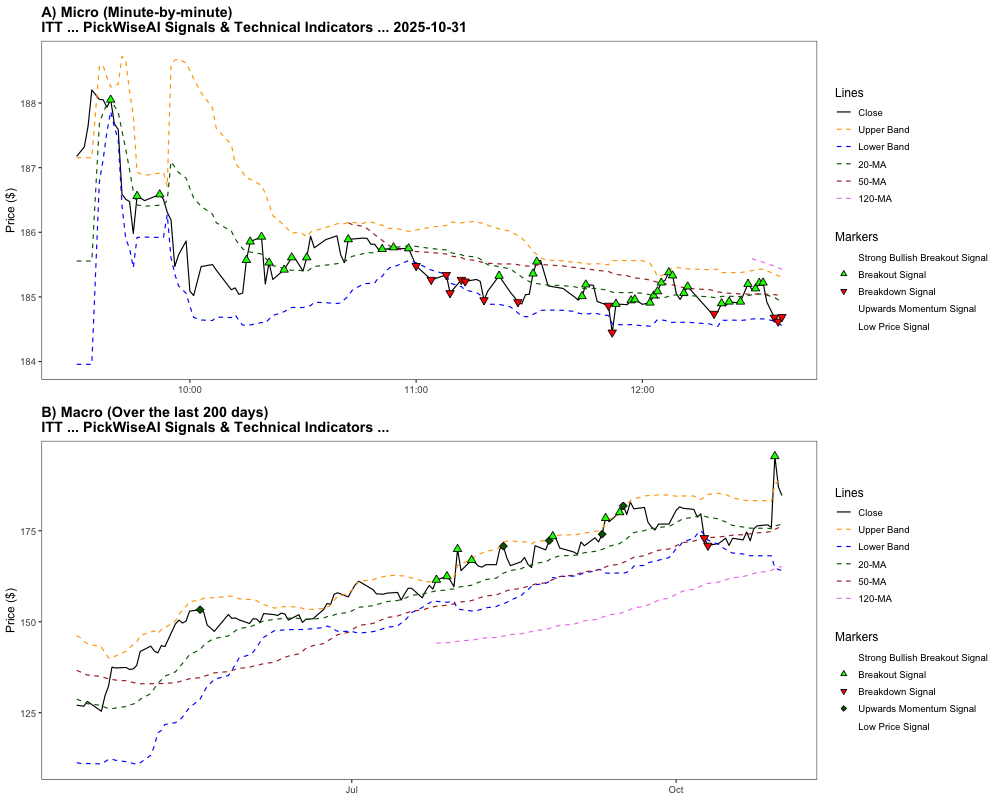 A) Micro (Minute-by-minute)
ITT ... PickWiseAI Signals & Technical Indicators ... 2025-10-31
Price ($)
188
187
186
185
184
10:00
11:00
12:00
Lines
Close
Upper Band
Lower Band
20-MA
50-MA
120-MA
Markers
Strong Bullish Breakout Signal
Breakout Signal
Breakdown Signal
Upwards Momentum Signal
Low Price Signal
B) Macro (Over the last 200 days)
ITT ... PickWiseAI Signals & Technical Indicators ...
Price ($)
175
150
125
Jul
Oct
Lines
Close
Upper Band
Lower Band
20-MA
50-MA
120-MA
Markers
Strong Bullish Breakout Signal
Breakout Signal
Breakdown Signal
Upwards Momentum Signal
Low Price Signal